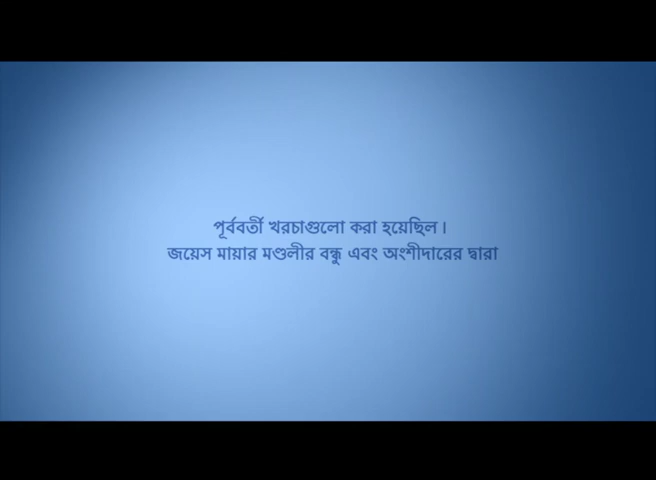 পূর্ববর্তী খরচাগুলো করা হয়েছিল।
জয়েস মায়ার মণ্ডলীর বন্ধু এবং অংশীদারের দ্বারা